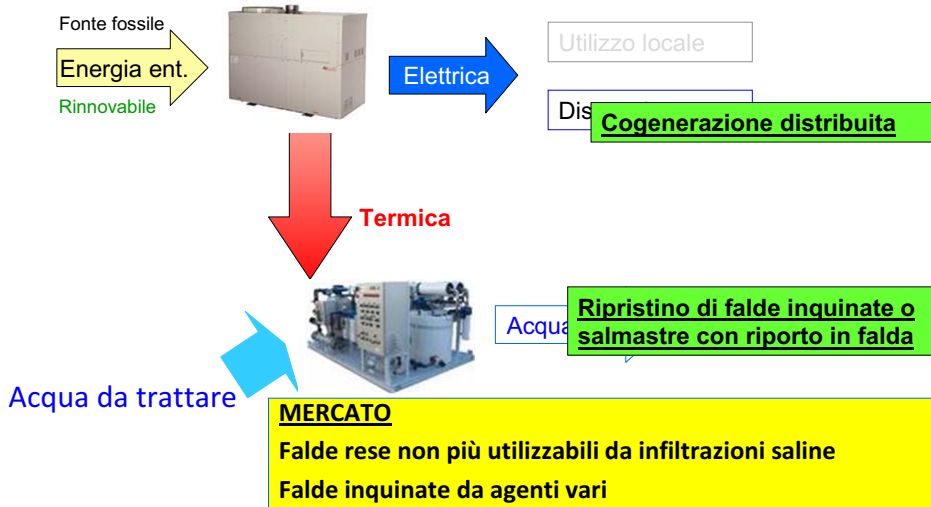 Fonte fossile
Energia ent.
Rinnovabile
Elettrica
Utilizzo locale
Cogenerazione distribuita
Termica
Acqua
Ripristino di falde inquinate o
salmastre con riporto in falda
Acqua da trattare
MERCATO
Falde rese non più utilizzabili da infiltrazioni saline
Falde inquinate da agenti vari